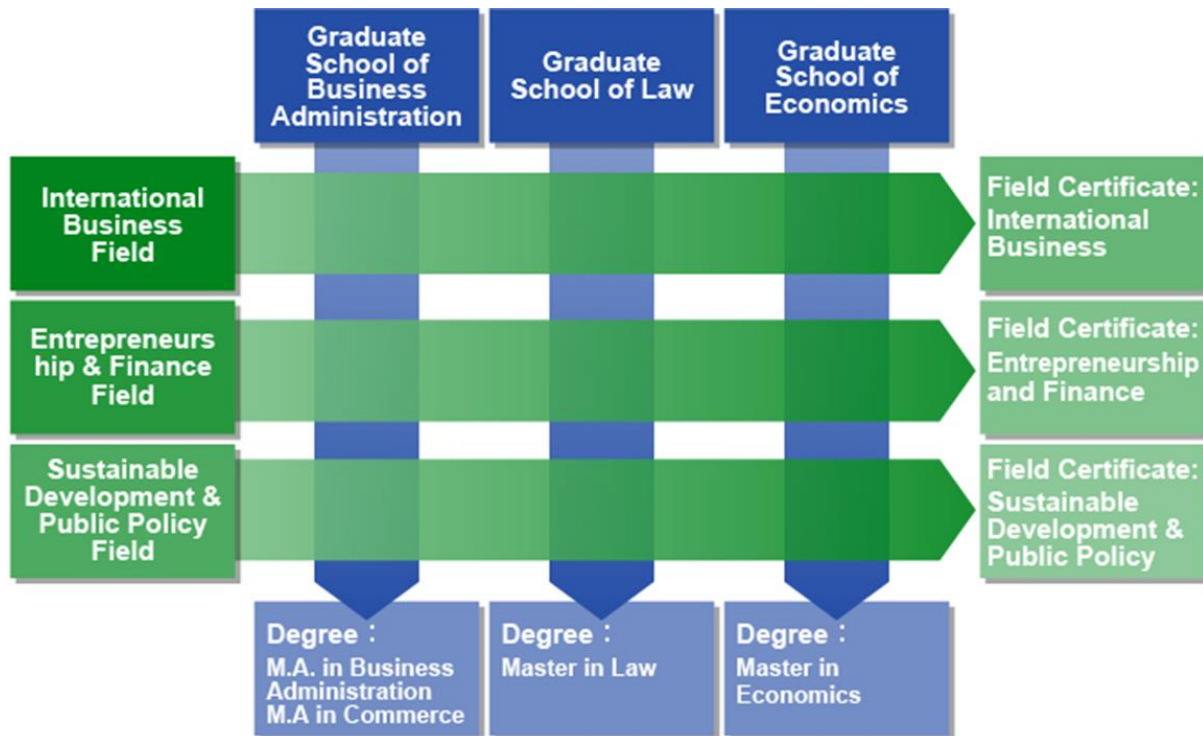 Graduate
School of
Business
Administration
Graduate
School of Law
Graduate
School of
Economics
International
Business
Field
Field Certificate:
International
Business
Entrepreneurs
hip & Finance
Field
Field Certificate:
Entrepreneurship
and Finance
Sustainable
Development &
Public Policy
Field
Field Certificate:
Sustainable
Development &
Public Policy
Degree：
M.A. in Business
Administration
M.A in Commerce
Degree：
Master in Law
Degree：
Master in
Economics